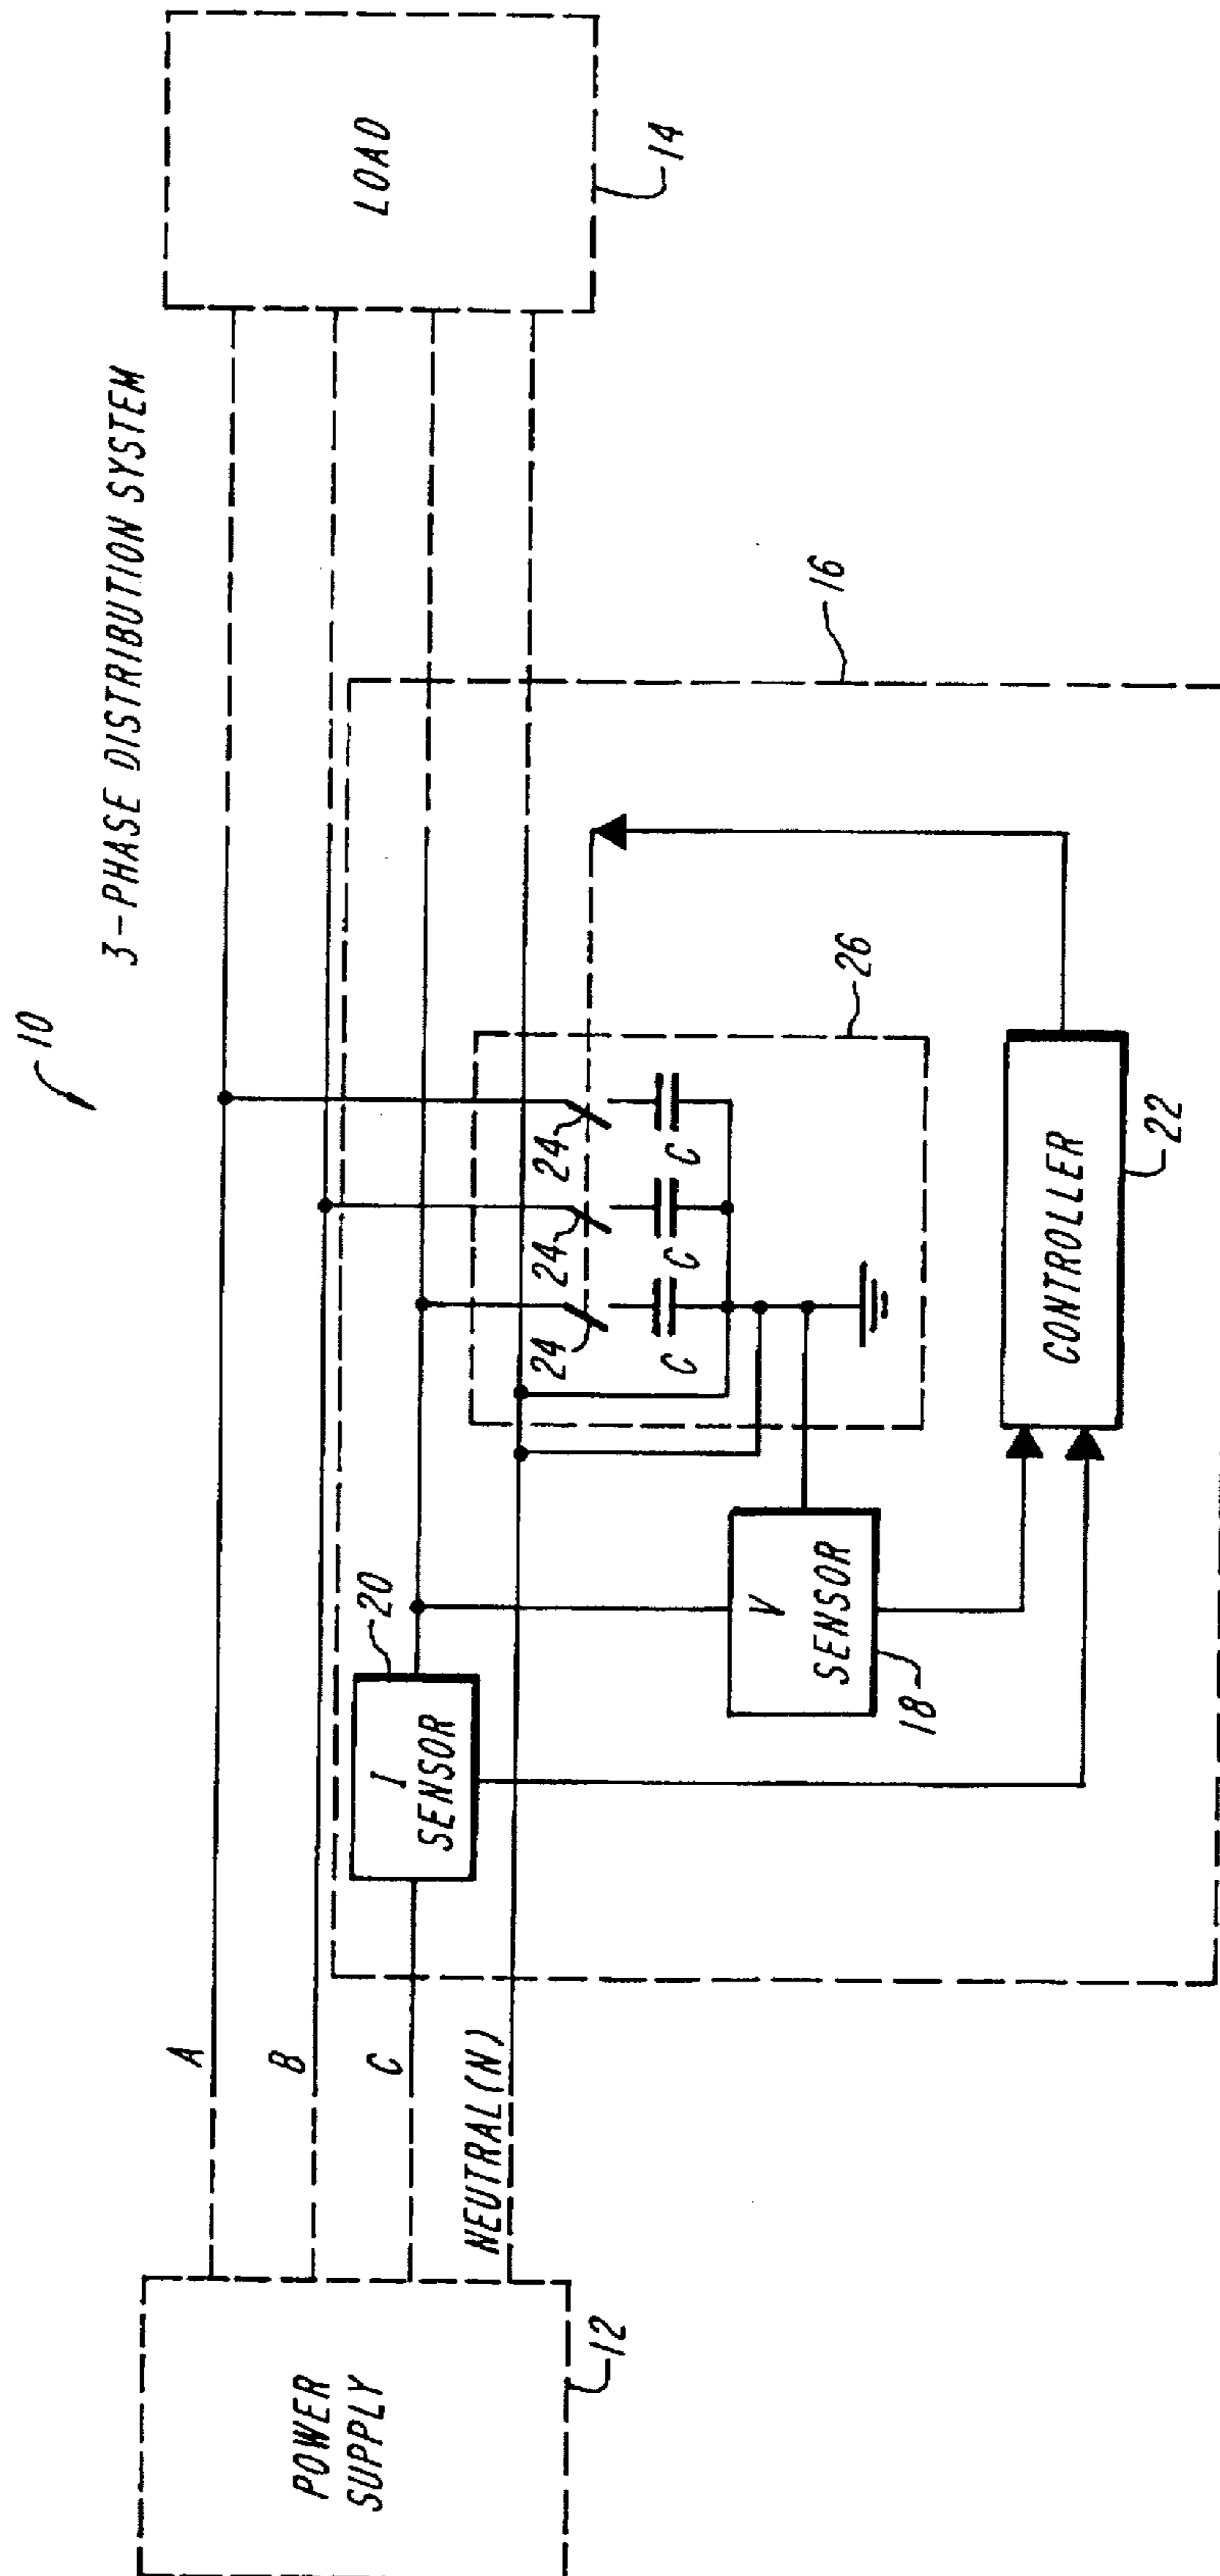 10
3-PHASE DISTRIBUTION SYSTEM
POWER
SUPPLY
12
A
B
C
NEUTRAL(N)
I
SENSOR
20
V
SENSOR
18
24
24
24
C
C
C
26
CONTROLLER
22
16
LOAD
14